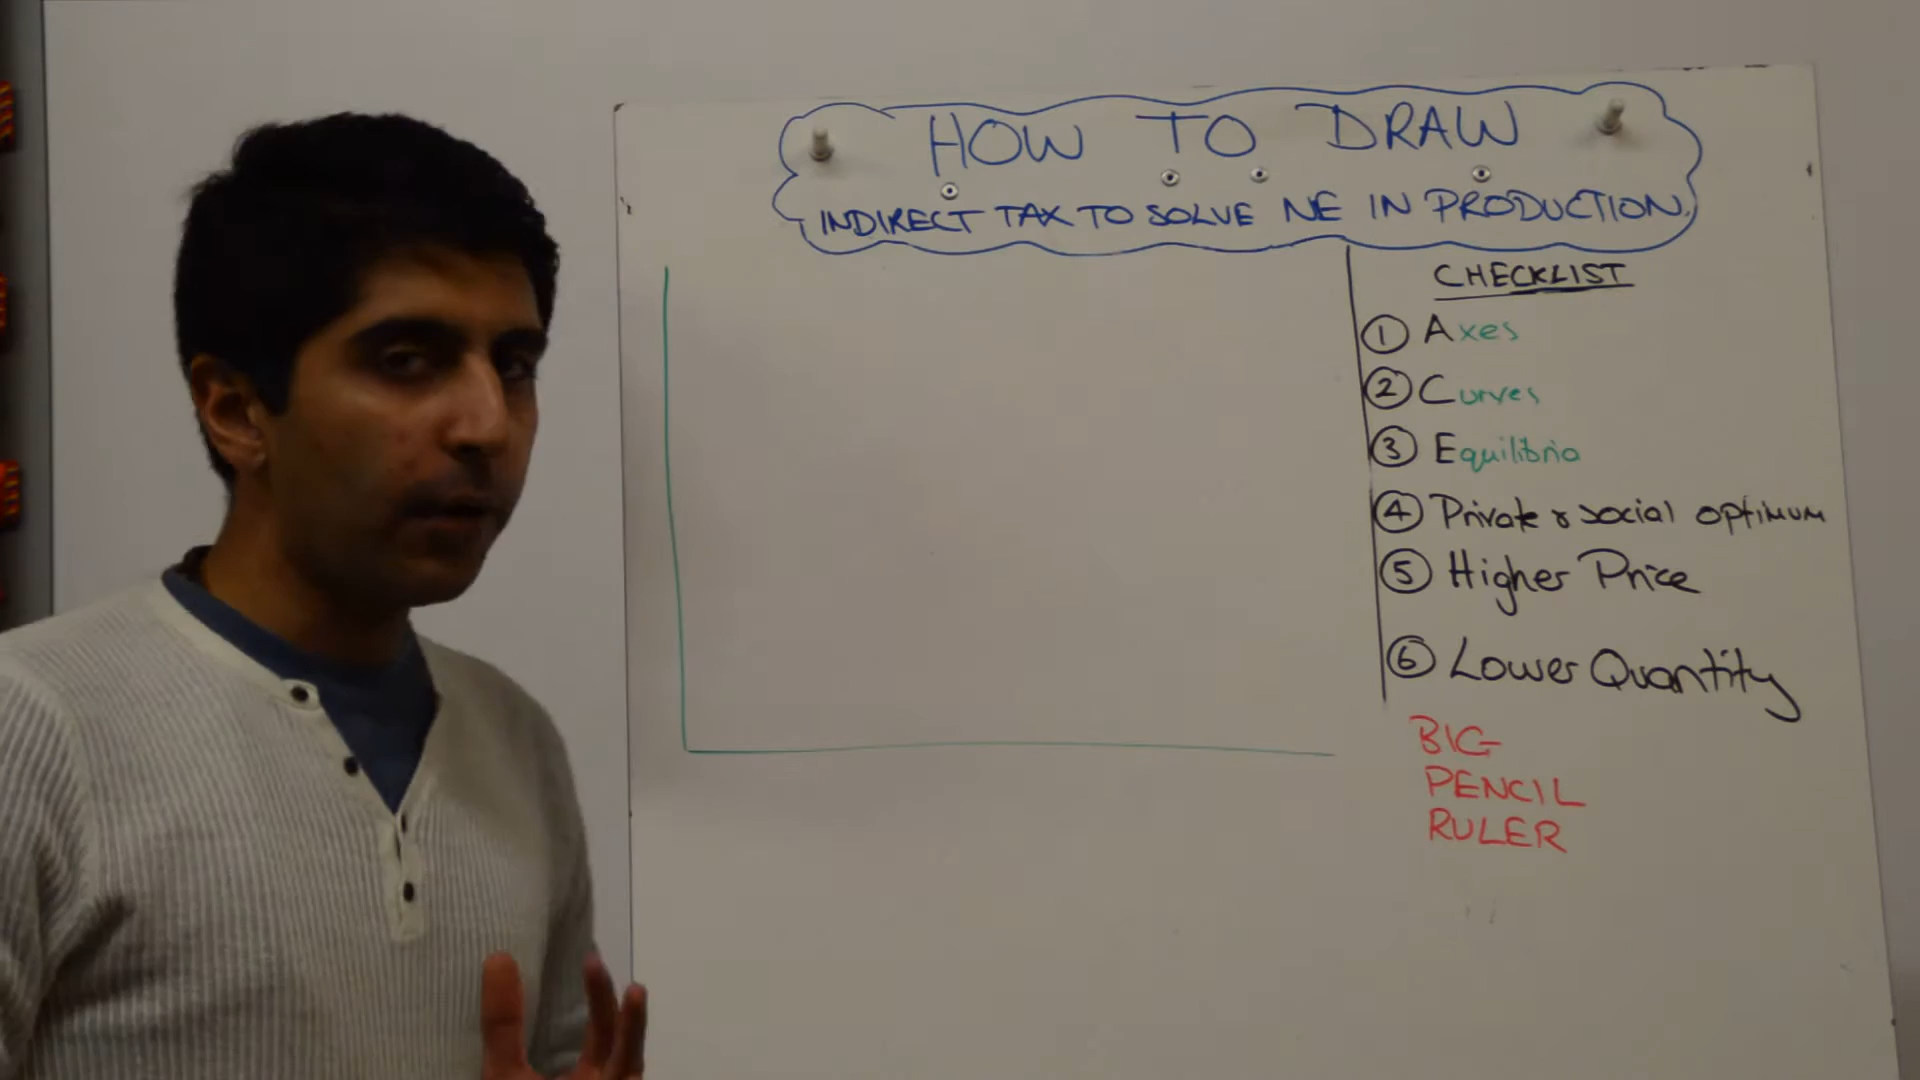 HOW TO DRAW
INDIRECT TAX TO SOLVE NE IN PRODUCTION.
CHECKLIST
① Axes
② Curves
③ Equilibria
④ Private & social optimum
⑤ Higher Price
⑥ Lower Quantity
BIG
PENCIL
RULER